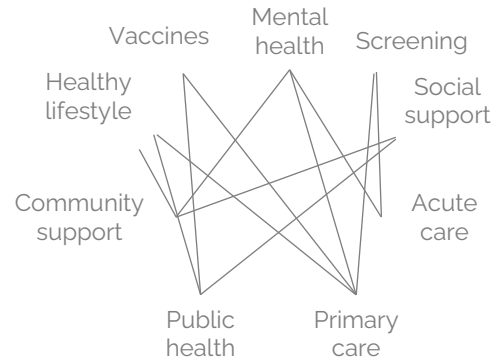 Vaccines
Mental
health
Screening
Healthy
lifestyle
Social
support
Community
support
Acute
care
Public
health
Primary
care